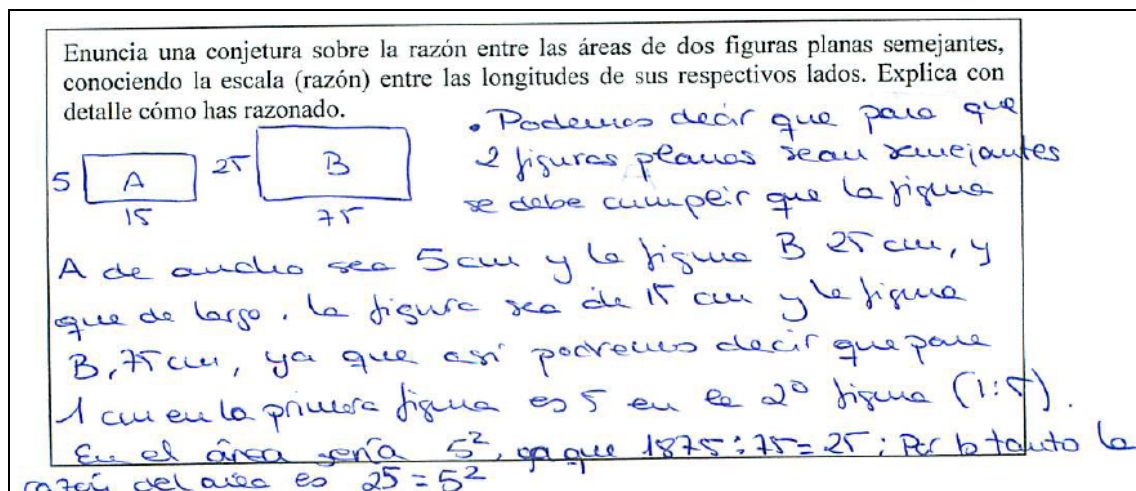 Enuncia una conjetura sobre la razón entre las áreas de dos figuras planas semejantes,
conociendo la escala (razón) entre las longitudes de sus respectivos lados. Explica con
detalle cómo has razonado.
5 A 15
25 B 75
• Podemos decir que para que
2 figuras planas sean semejantes
se debe cumplir que la figura
A de ancho sea 5 cm y la figura B 25 cm, y
que de largo, la figura sea de 15 cm y la figura
B, 75 cm, ya que así podremos decir que para
1 cm en la primera figura es 5 en la 2º figura (1:5).
En el área sería 5², ya que 1875 : 75 = 25; Por lo tanto la
razón del area es 25 = 5²